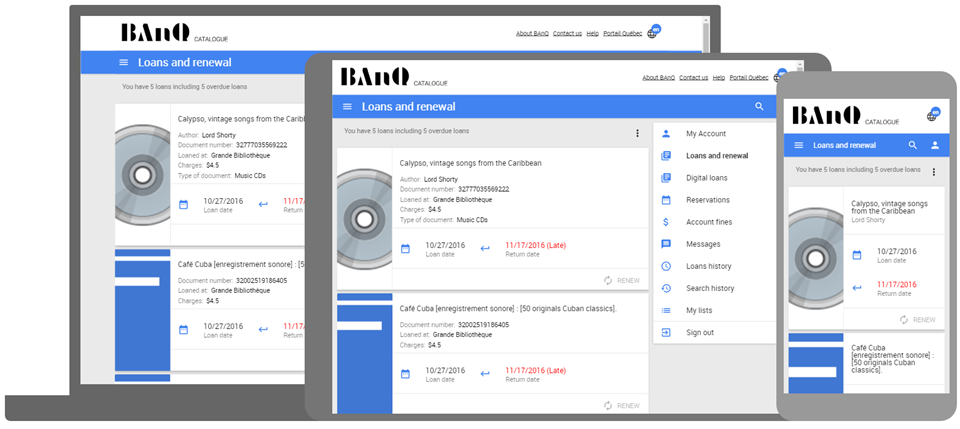 BAnQ CATALOGUE
About BAnQ Contact us Help Portail Québec
en
Loans and renewal
You have 5 loans including 5 overdue loans
Calypso, vintage songs from the Caribb
Author: Lord Shorty
Document number: 32777035569222
Loaned at: Grande Bibliothèque
Charges: $4.5
Type of document: Music CDs
10/27/2016 11/17
Loan date Return
Café Cuba [enregistrement sonore] : [5
Document number: 32002519186405
Loaned at: Grande Bibliothèque
Charges: $4.5
10/27/2016 11/17
Loan date Return
BAnQ CATALOGUE
About BAnQ Contact us Help Portail Québec
Loans and renewal
You have 5 loans including 5 overdue loans
Calypso, vintage songs from the Caribbean
Author: Lord Shorty
Document number: 32777035569222
Loaned at: Grande Bibliothèque
Charges: $4.5
Type of document: Music CDs
10/27/2016 11/17/2016 (Late)
Loan date Return date
RENEW
Café Cuba [enregistrement sonore] : [50 originals Cuban classics].
Document number: 32002519186405
Loaned at: Grande Bibliothèque
Charges: $4.5
10/27/2016 11/17/2016 (Late)
Loan date Return date
RENEW
My Account
Loans and renewal
Digital loans
Reservations
$ Account fines
Messages
Loans history
Search history
My lists
Sign out
BAnQ CATALOGUE
en
Loans and renewal
You have 5 loans including 5 overdue loans
Calypso, vintage songs
from the Caribbean
Lord Shorty
10/27/2016
Loan date
11/17/2016
Return date
RENEW
Café Cuba
[enregistrement sonore] :
[50 originals Cuban
classics].